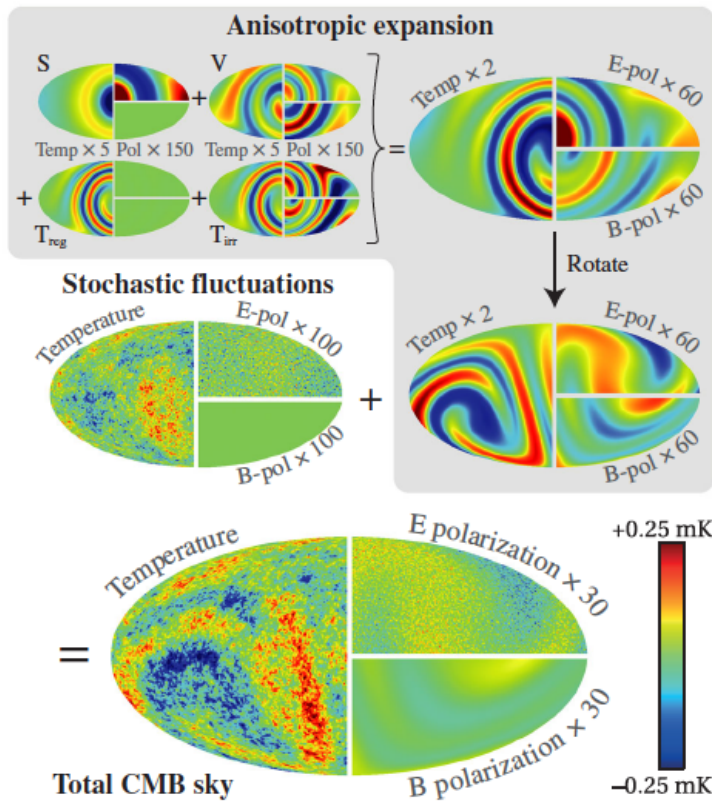 Anisotropic expansion
S
V
+
Temp × 5 Pol × 150
Temp × 5 Pol × 150
+
T_reg
+
T_irr
=
Temp × 2
E-pol × 60
B-pol × 60
Rotate
Stochastic fluctuations
Temperature
E-pol × 100
B-pol × 100
+
Temp × 2
E-pol × 60
B-pol × 60
=
Temperature
E polarization × 30
B polarization × 30
Total CMB sky
+0.25 mK
−0.25 mK